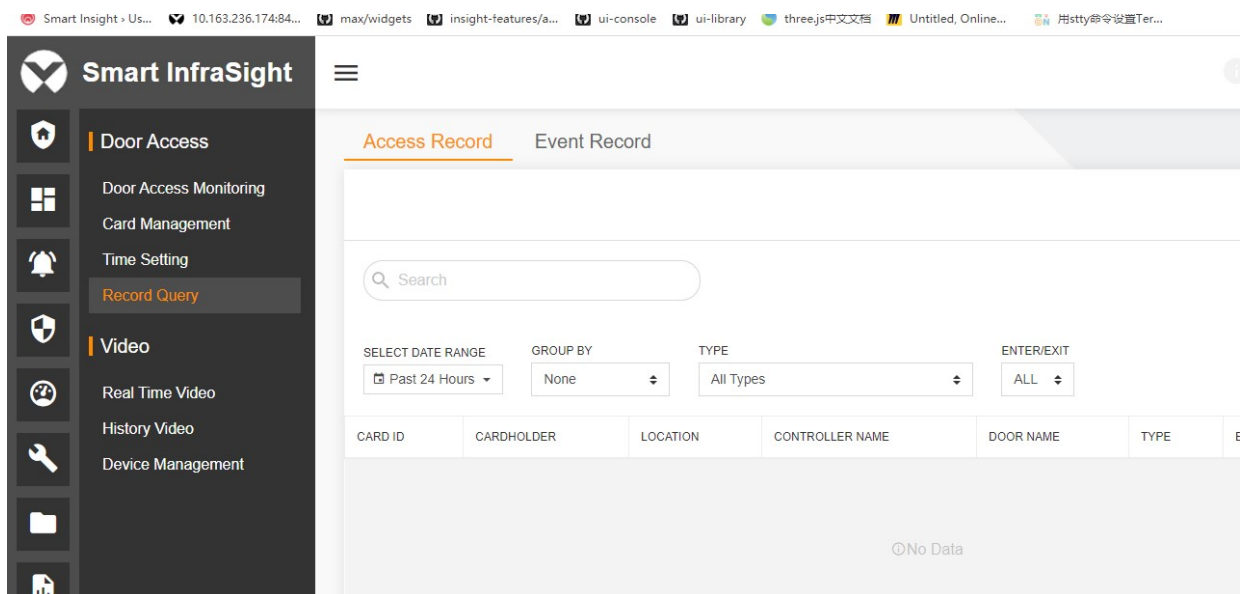 Smart Insight › Us... 10.163.236.174:84... max/widgets insight-features/a... ui-console ui-library three.js中文文档 Untitled, Online... 用stty命令设置Ter...
Smart InfraSight
Door Access
Door Access Monitoring
Card Management
Time Setting
Record Query
Video
Real Time Video
History Video
Device Management
Access Record Event Record
Search
SELECT DATE RANGE GROUP BY TYPE ENTER/EXIT
Past 24 Hours None All Types ALL
CARD ID CARDHOLDER LOCATION CONTROLLER NAME DOOR NAME TYPE
No Data